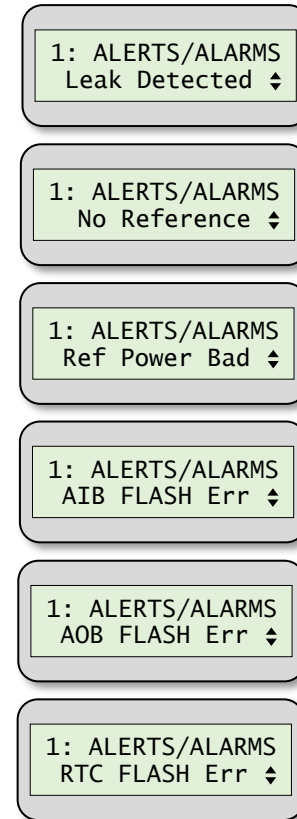 1: ALERTS/ALARMS
Leak Detected ⬍
1: ALERTS/ALARMS
No Reference ⬍
1: ALERTS/ALARMS
Ref Power Bad ⬍
1: ALERTS/ALARMS
AIB FLASH Err ⬍
1: ALERTS/ALARMS
AOB FLASH Err ⬍
1: ALERTS/ALARMS
RTC FLASH Err ⬍